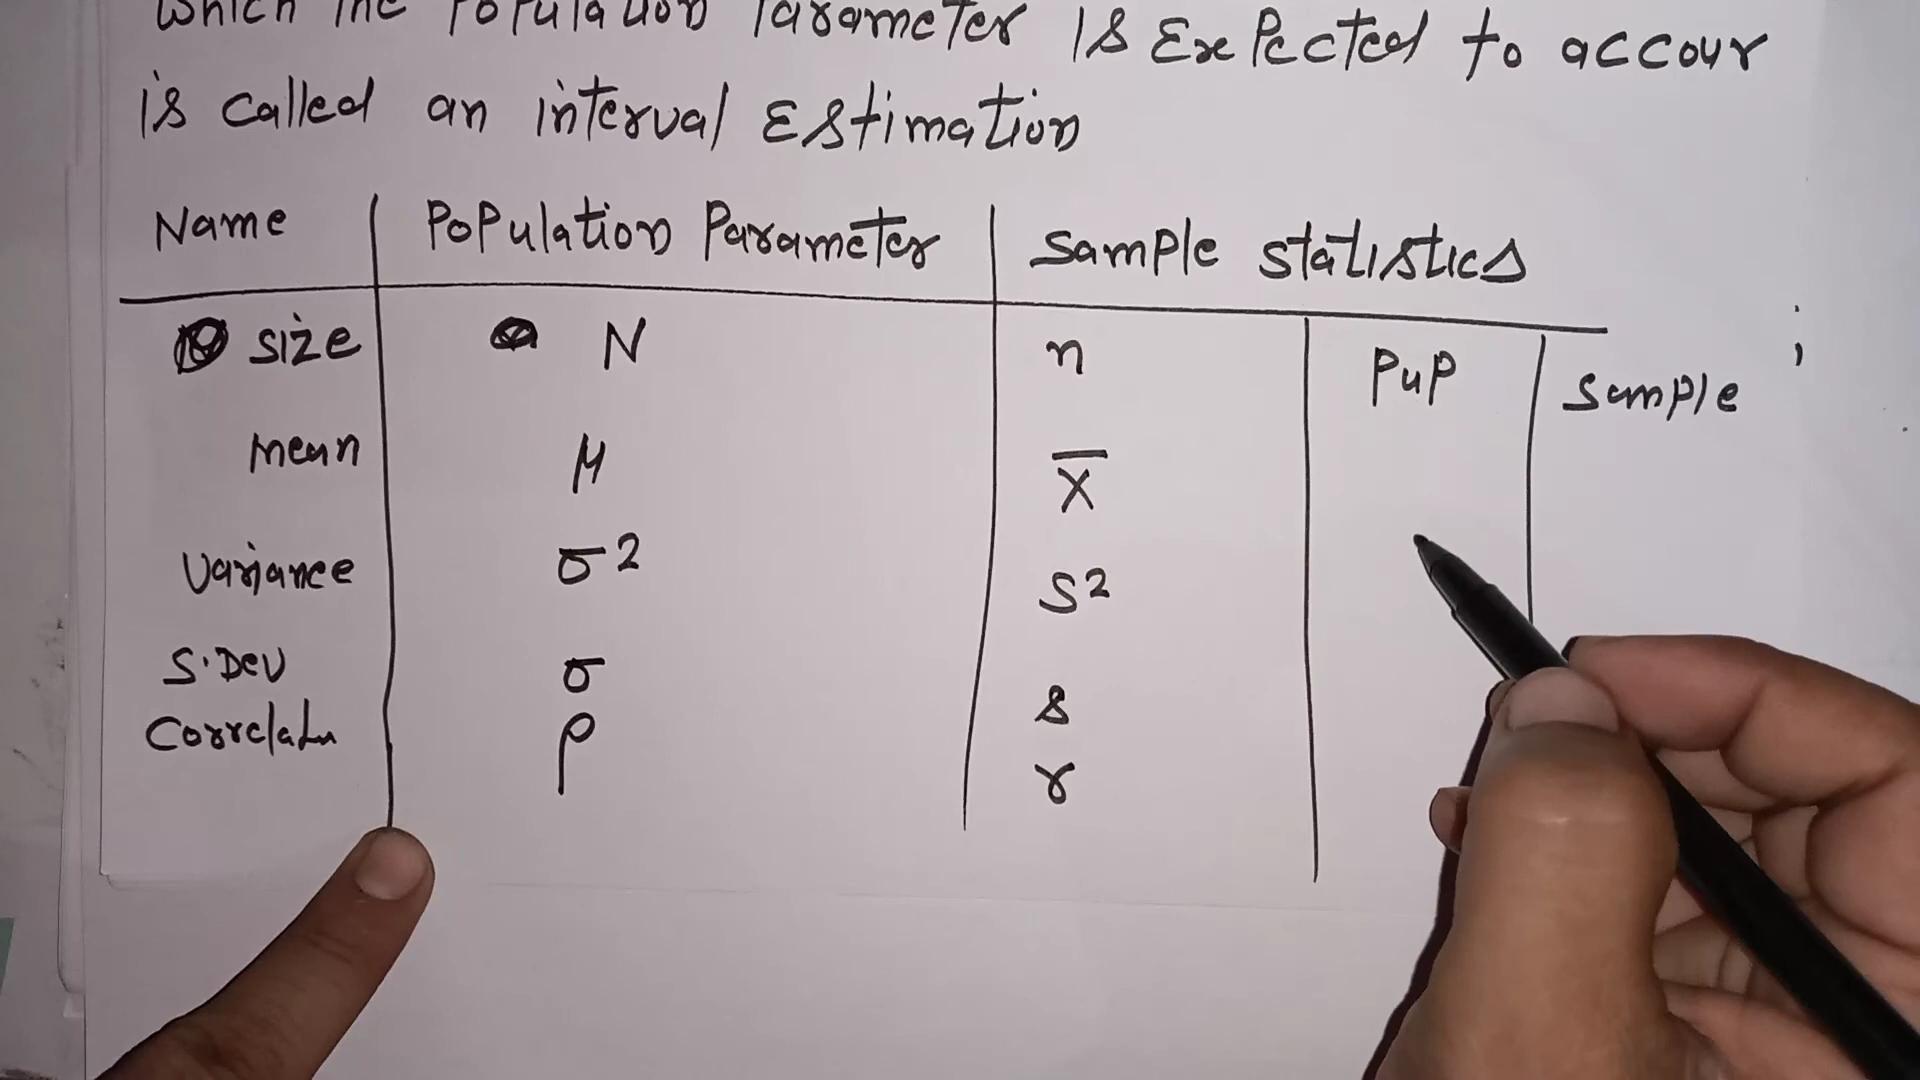 which the Population Parameter is Expected to accour
is called an interval Estimation
Name Population Parameter Sample statistics
size N n PuP Sample
mean μ X̅
Variance σ2 S2
S.Dev σ s
Correlatn ρ r